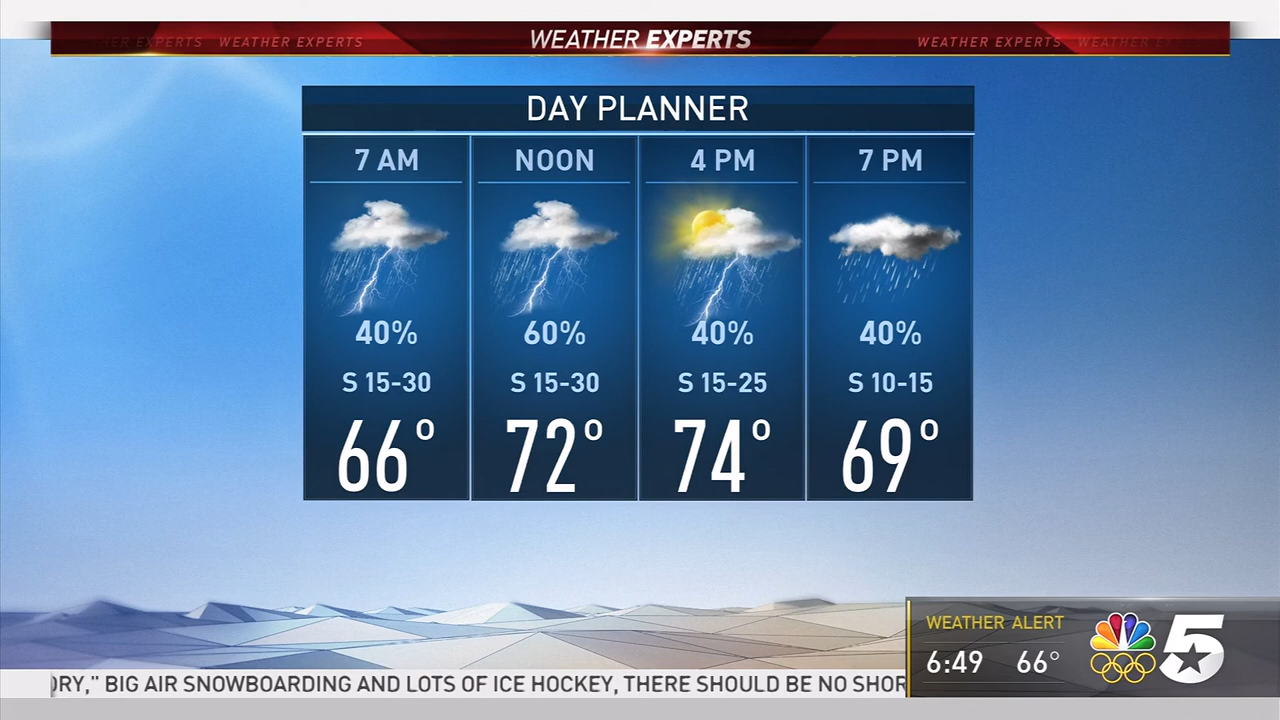 WEATHER EXPERTS WEATHER EXPERTS WEATHER EXPERTS
DAY PLANNER
7 AM NOON 4 PM 7 PM
40% 60% 40% 40%
S 15-30 S 15-30 S 15-25 S 10-15
66° 72° 74° 69°
WEATHER ALERT
6:49 66°
5
," BIG AIR SNOWBOARDING AND LOTS OF ICE HOCKEY, THERE SHOULD BE NO